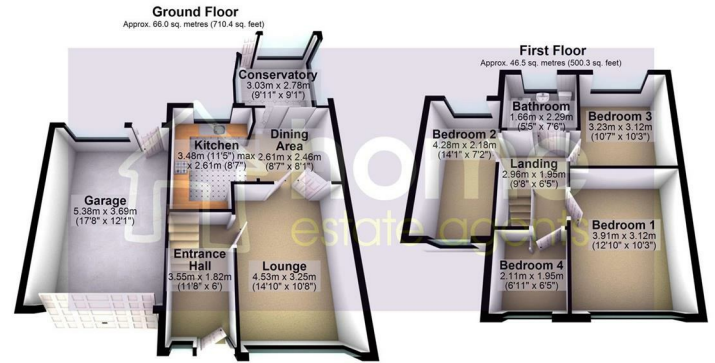 Ground Floor
Approx. 66.0 sq. metres (710.4 sq. feet)
Conservatory
3.03m x 2.78m
(9'11" x 9'1")
Kitchen
3.48m (11'5") max
x 2.61m (8'7")
Dining
Area
2.61m x 2.46m
(8'7" x 8'1")
Garage
5.38m x 3.69m
(17'8" x 12'1")
Entrance
Hall
3.55m x 1.82m
(11'8" x 6')
Lounge
4.53m x 3.25m
(14'10" x 10'8")
First Floor
Approx. 46.5 sq. metres (500.3 sq. feet)
Bathroom
1.66m x 2.29m
(5'5" x 7'6")
Bedroom 3
3.23m x 3.12m
(10'7" x 10'3")
Bedroom 2
4.28m x 2.18m
(14'1" x 7'2")
Landing
2.96m x 1.95m
(9'8" x 6'5")
Bedroom 1
3.91m x 3.12m
(12'10" x 10'3")
Bedroom 4
2.11m x 1.95m
(6'11" x 6'5")
home
estate agents